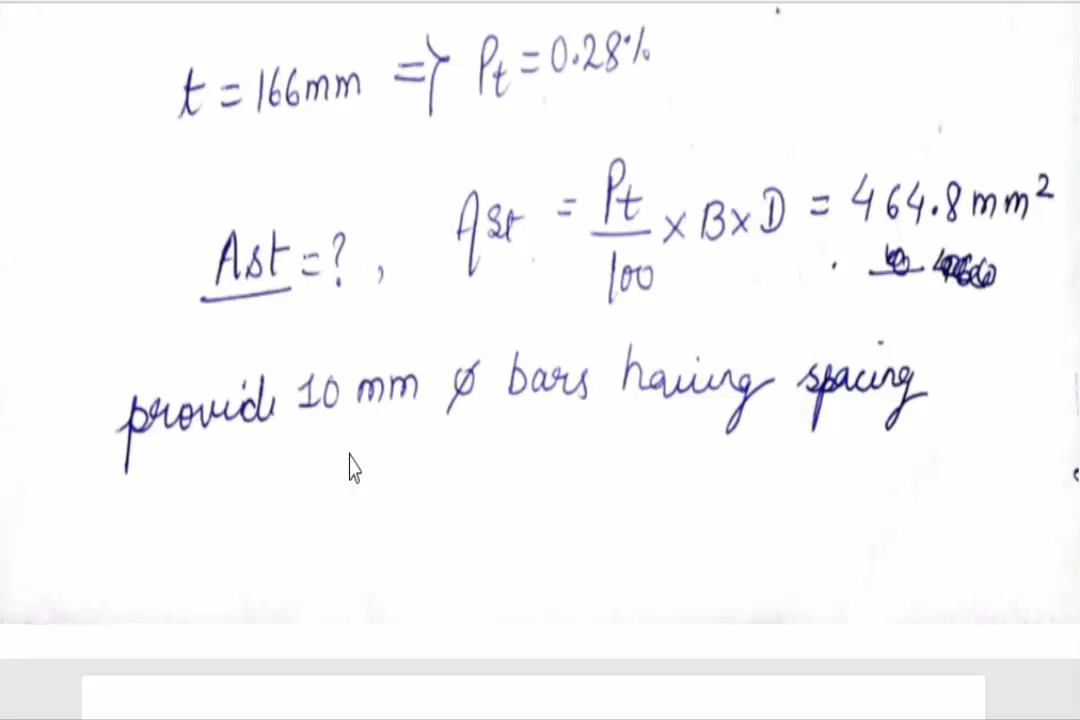 t = 166mm => Pt = 0.28%
Ast = ?, Ast = Pt/100 × B × D = 464.8 mm²
provide 10 mm ø bars having spacing